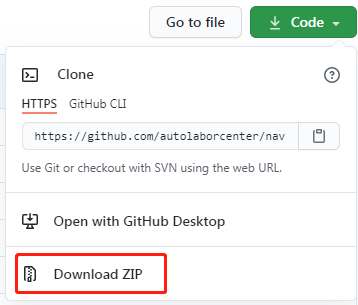 Go to file
Code
Clone
HTTPS GitHub CLI
https://github.com/autolaborcenter/nav
Use Git or checkout with SVN using the web URL.
Open with GitHub Desktop
Download ZIP